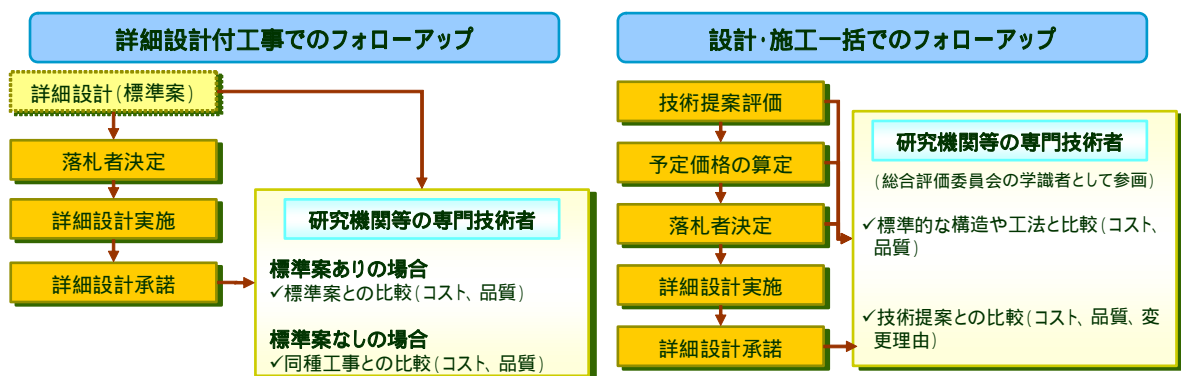 詳細設計付工事でのフォローアップ
詳細設計(標準案)
落札者決定
詳細設計実施
詳細設計承諾
研究機関等の専門技術者
標準案ありの場合
✓標準案との比較(コスト、品質)
標準案なしの場合
✓同種工事との比較(コスト、品質)
設計・施工一括でのフォローアップ
技術提案評価
予定価格の算定
落札者決定
詳細設計実施
詳細設計承諾
研究機関等の専門技術者
(総合評価委員会の学識者として参画)
✓標準的な構造や工法と比較(コスト、
品質)
✓技術提案との比較(コスト、品質、変
更理由)